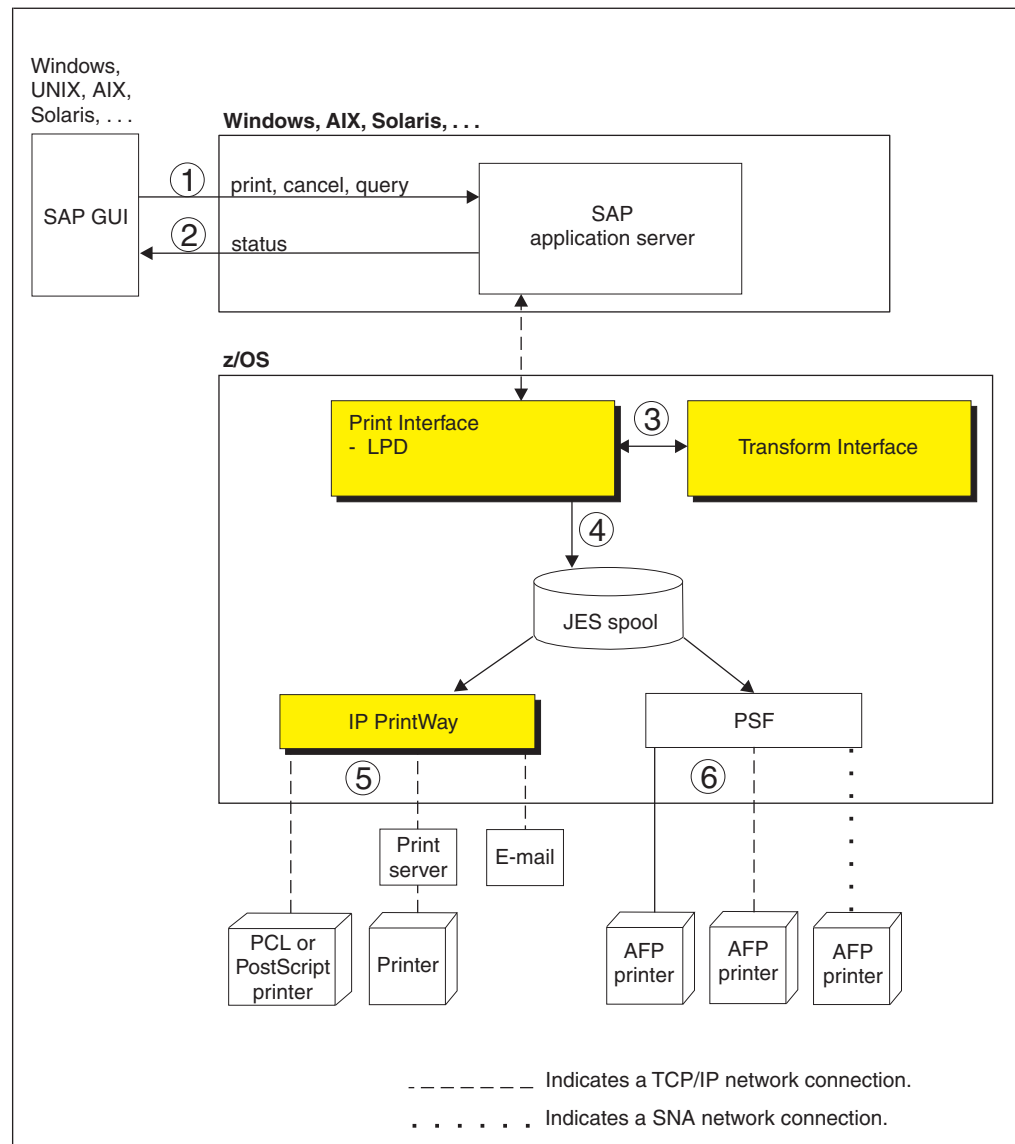 Windows,
UNIX, AIX,
Solaris, . . .
Windows, AIX, Solaris, . . .
SAP GUI
1
print, cancel, query
2
status
SAP
application server
z/OS
Print Interface
- LPD
3
Transform Interface
4
JES spool
IP PrintWay
PSF
5
6
Print
server
E-mail
PCL or
PostScript
printer
Printer
AFP
printer
AFP
printer
AFP
printer
Indicates a TCP/IP network connection.
Indicates a SNA network connection.